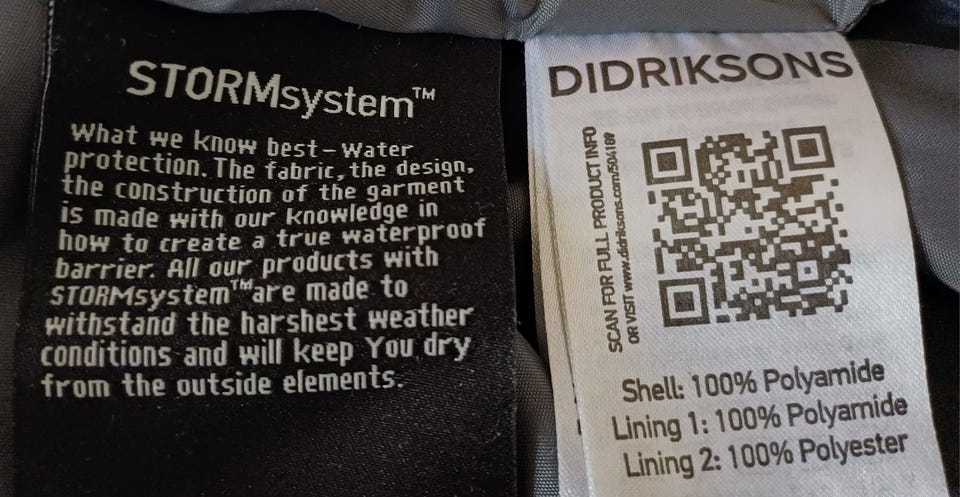 STORMsystem™
What we know best – Water
protection. The fabric, the design,
the construction of the garment
is made with our knowledge in
how to create a true waterproof
barrier. All our products with
STORMsystem™ are made to
withstand the harshest weather
conditions and will keep You dry
from the outside elements.
DIDRIKSONS
SCAN FOR FULL PRODUCT INFO
OR VISIT www.didriksons.com/504189
Shell: 100% Polyamide
Lining 1: 100% Polyamide
Lining 2: 100% Polyester